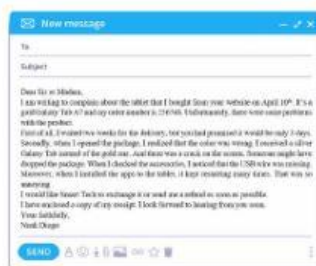 New message
To
Subject
Dear Sir or Madam,
I am writing to complain about the tablet that I bought from your website on April 10th. It's a
gold Galaxy Tab A7 and my order number is Unfortunately, there were some problems
with the product.
First of all, I waited two weeks for the delivery, but you had promised it would be only 3 days.
Secondly, when I opened the package, I realized that the color was wrong. I received a silver
Galaxy Tab instead of the gold one. And there was a crack on the screen. Someone might have
dropped the package. When I checked the accessories, I noticed that the USB wire was missing.
Moreover, when I installed the apps to the tablet, it kept restarting many times. That was so
annoying.
I would like Smart Tech to exchange it or send me a refund as soon as possible.
I have enclosed a copy of my receipt. I look forward to hearing from you soon.
Your faithfully,
SEND